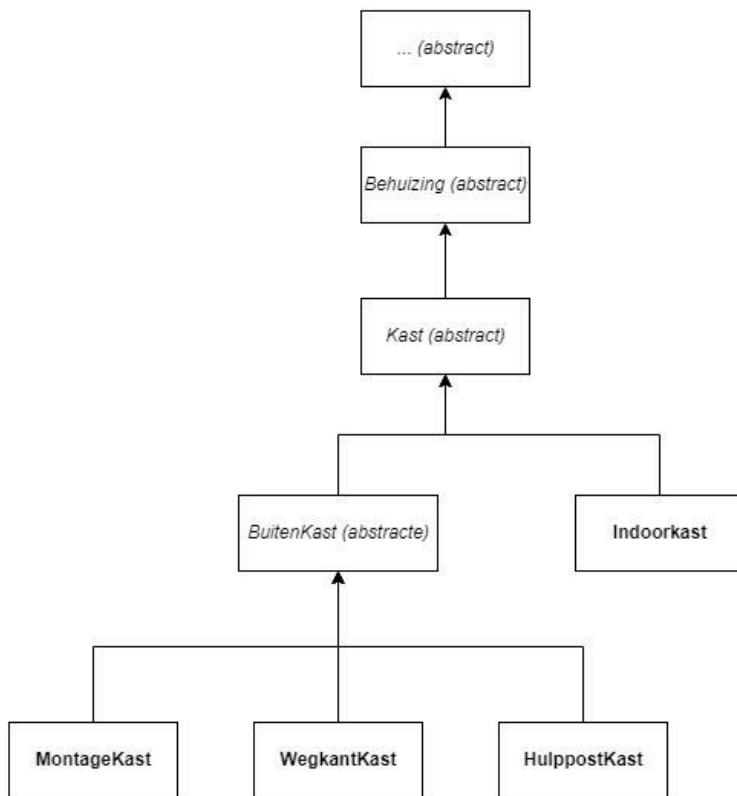 ... (abstract)
Behuizing (abstract)
Kast (abstract)
BuitenKast (abstracte)
Indoorkast
MontageKast
WegkantKast
HulppostKast